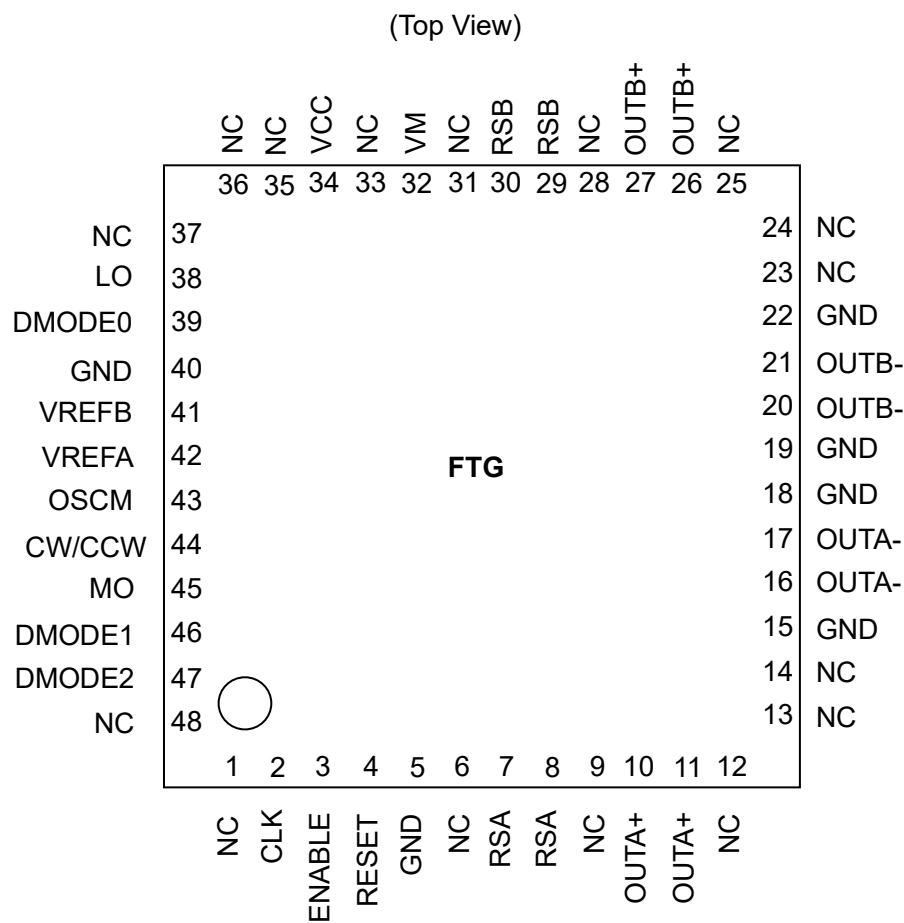 (Top View)
NC NC VCC NC VM NC RSB RSB NC OUTB+ OUTB+ NC
36 35 34 33 32 31 30 29 28 27 26 25
NC 37 24 NC
LO 38 23 NC
DMODE0 39 22 GND
GND 40 21 OUTB-
VREFB 41 20 OUTB-
VREFA 42 19 GND
FTG
OSCM 43 18 GND
CW/CCW 44 17 OUTA-
MO 45 16 OUTA-
DMODE1 46 15 GND
DMODE2 47 14 NC
NC 48 13 NC
1 2 3 4 5 6 7 8 9 10 11 12
NC CLK ENABLE RESET GND NC RSA RSA NC OUTA+ OUTA+ NC